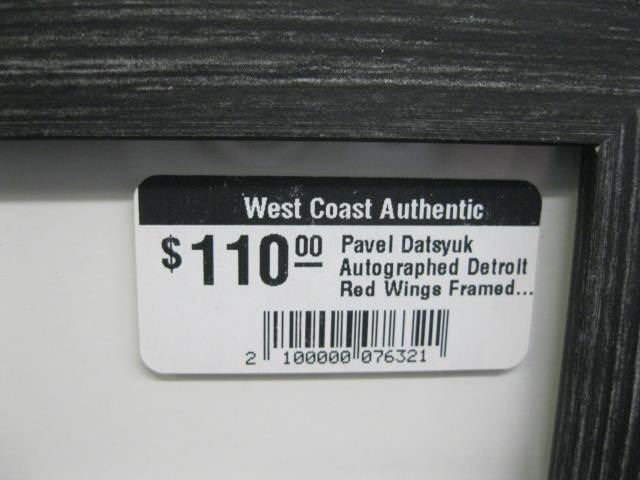 West Coast Authentic
$110.00 Pavel Datsyuk
Autographed Detroit
Red Wings Framed...
2 100000 076321